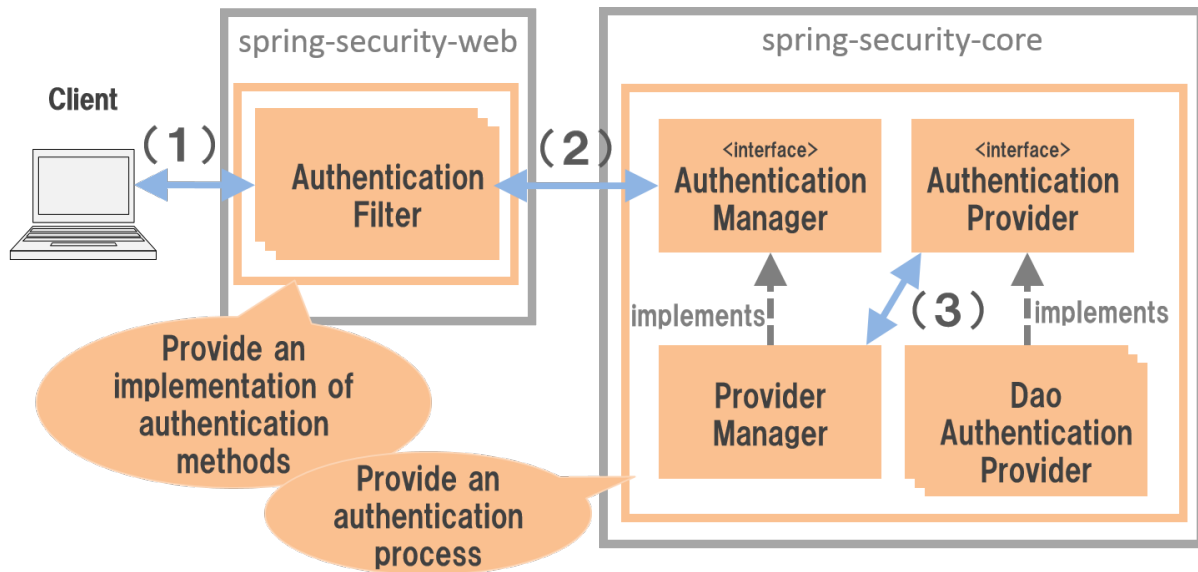 spring-security-web
spring-security-core
Client
(1)
Authentication
Filter
(2)
<interface>
Authentication
Manager
<interface>
Authentication
Provider
implements
(3)
implements
Provider
Manager
Dao
Authentication
Provider
Provide an
implementation of
authentication
methods
Provide an
authentication
process